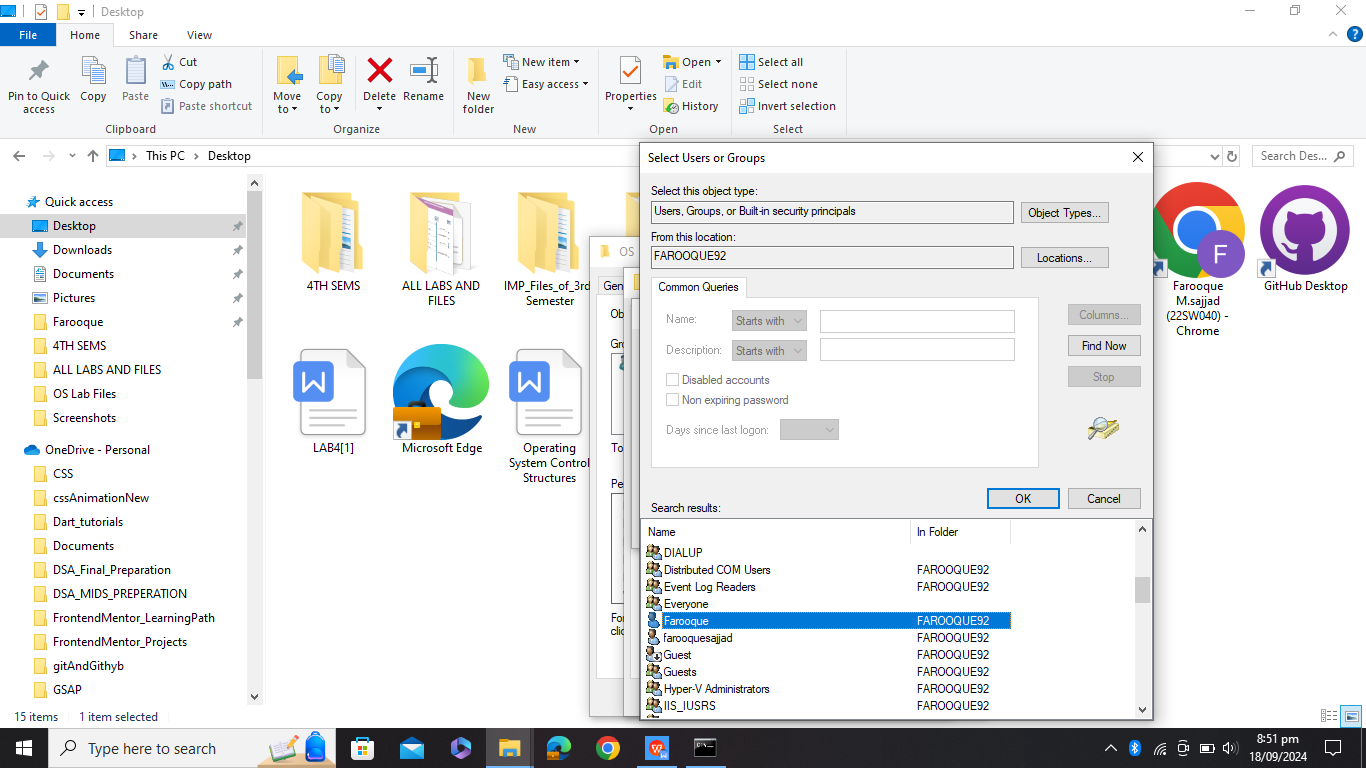 Desktop
File
Home
Share
View
Pin to Quick access
Copy
Paste
Cut
Copy path
Paste shortcut
Clipboard
Move to
Copy to
Delete
Rename
Organize
New folder
New item
Easy access
New
Properties
Open
Edit
History
Open
Select all
Select none
Invert selection
Select
This PC > Desktop
Search Des...
Quick access
Desktop
Downloads
Documents
Pictures
Farooque
4TH SEMS
ALL LABS AND FILES
OS Lab Files
Screenshots
OneDrive - Personal
CSS
cssAnimationNew
Dart_tutorials
Documents
DSA_Final_Preparation
DSA_MIDS_PREPERATION
FrontendMentor_LearningPath
FrontendMentor_Projects
gitAndGithyb
GSAP
4TH SEMS
ALL LABS AND
FILES
IMP_Files_of_3rd
Semester
Farooque
M.sajjad
(22SW040) -
Chrome
F
GitHub Desktop
W
LAB4[1]
Microsoft Edge
W
Operating
System Control
Structures
OS
Gen
Ob
Gro
To
Pe
For
clic
Select Users or Groups
Select this object type:
Users, Groups, or Built-in security principals
Object Types...
From this location:
FAROOQUE92
Locations...
Common Queries
Name:
Starts with
Description:
Starts with
Disabled accounts
Non expiring password
Days since last logon:
Columns...
Find Now
Stop
OK
Cancel
Search results:
Name In Folder
DIALUP
Distributed COM Users FAROOQUE92
Event Log Readers FAROOQUE92
Everyone
Farooque FAROOQUE92
farooquesajjad FAROOQUE92
Guest FAROOQUE92
Guests FAROOQUE92
Hyper-V Administrators FAROOQUE92
IIS_IUSRS FAROOQUE92
15 items 1 item selected
Type here to search
8:51 pm
18/09/2024